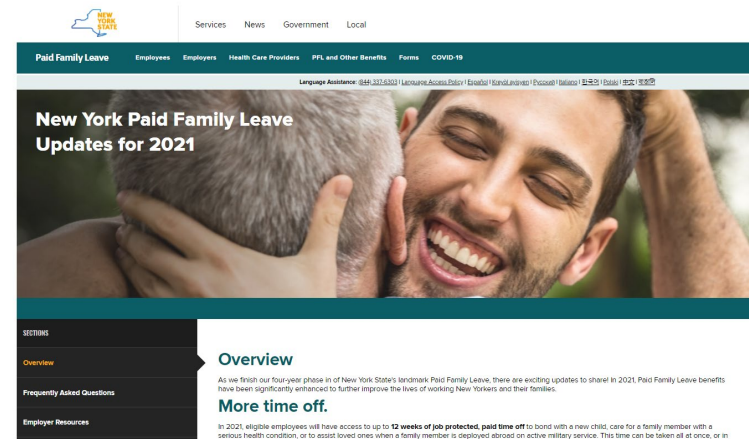 NEW
YORK
STATE
Services News Government Local
Paid Family Leave Employees Employers Health Care Providers PFL and Other Benefits Forms COVID-19
Language Assistance: (844) 337-6303 | Language Access Policy | Español | Kreyòl ayisyen | Русский | Italiano | 한국어 | Polski | 中文 |
New York Paid Family Leave
Updates for 2021
SECTIONS
Overview
Frequently Asked Questions
Employer Resources
Overview
As we finish our four-year phase in of New York State's landmark Paid Family Leave, there are exciting updates to share! In 2021, Paid Family Leave benefits
have been significantly enhanced to further improve the lives of working New Yorkers and their families.
More time off.
In 2021, eligible employees will have access to up to 12 weeks of job protected, paid time off to bond with a new child, care for a family member with a
serious health condition, or to assist loved ones when a family member is deployed abroad on active military service. This time can be taken all at once, or in